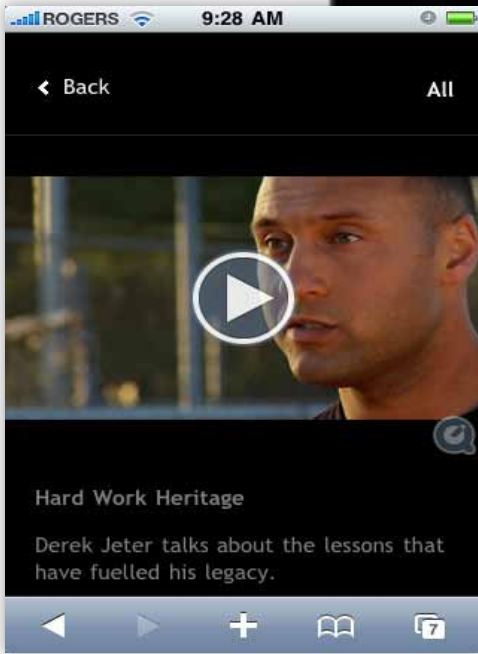 ROGERS 9:28 AM
Back All
Hard Work Heritage
Derek Jeter talks about the lessons that
have fuelled his legacy.
7